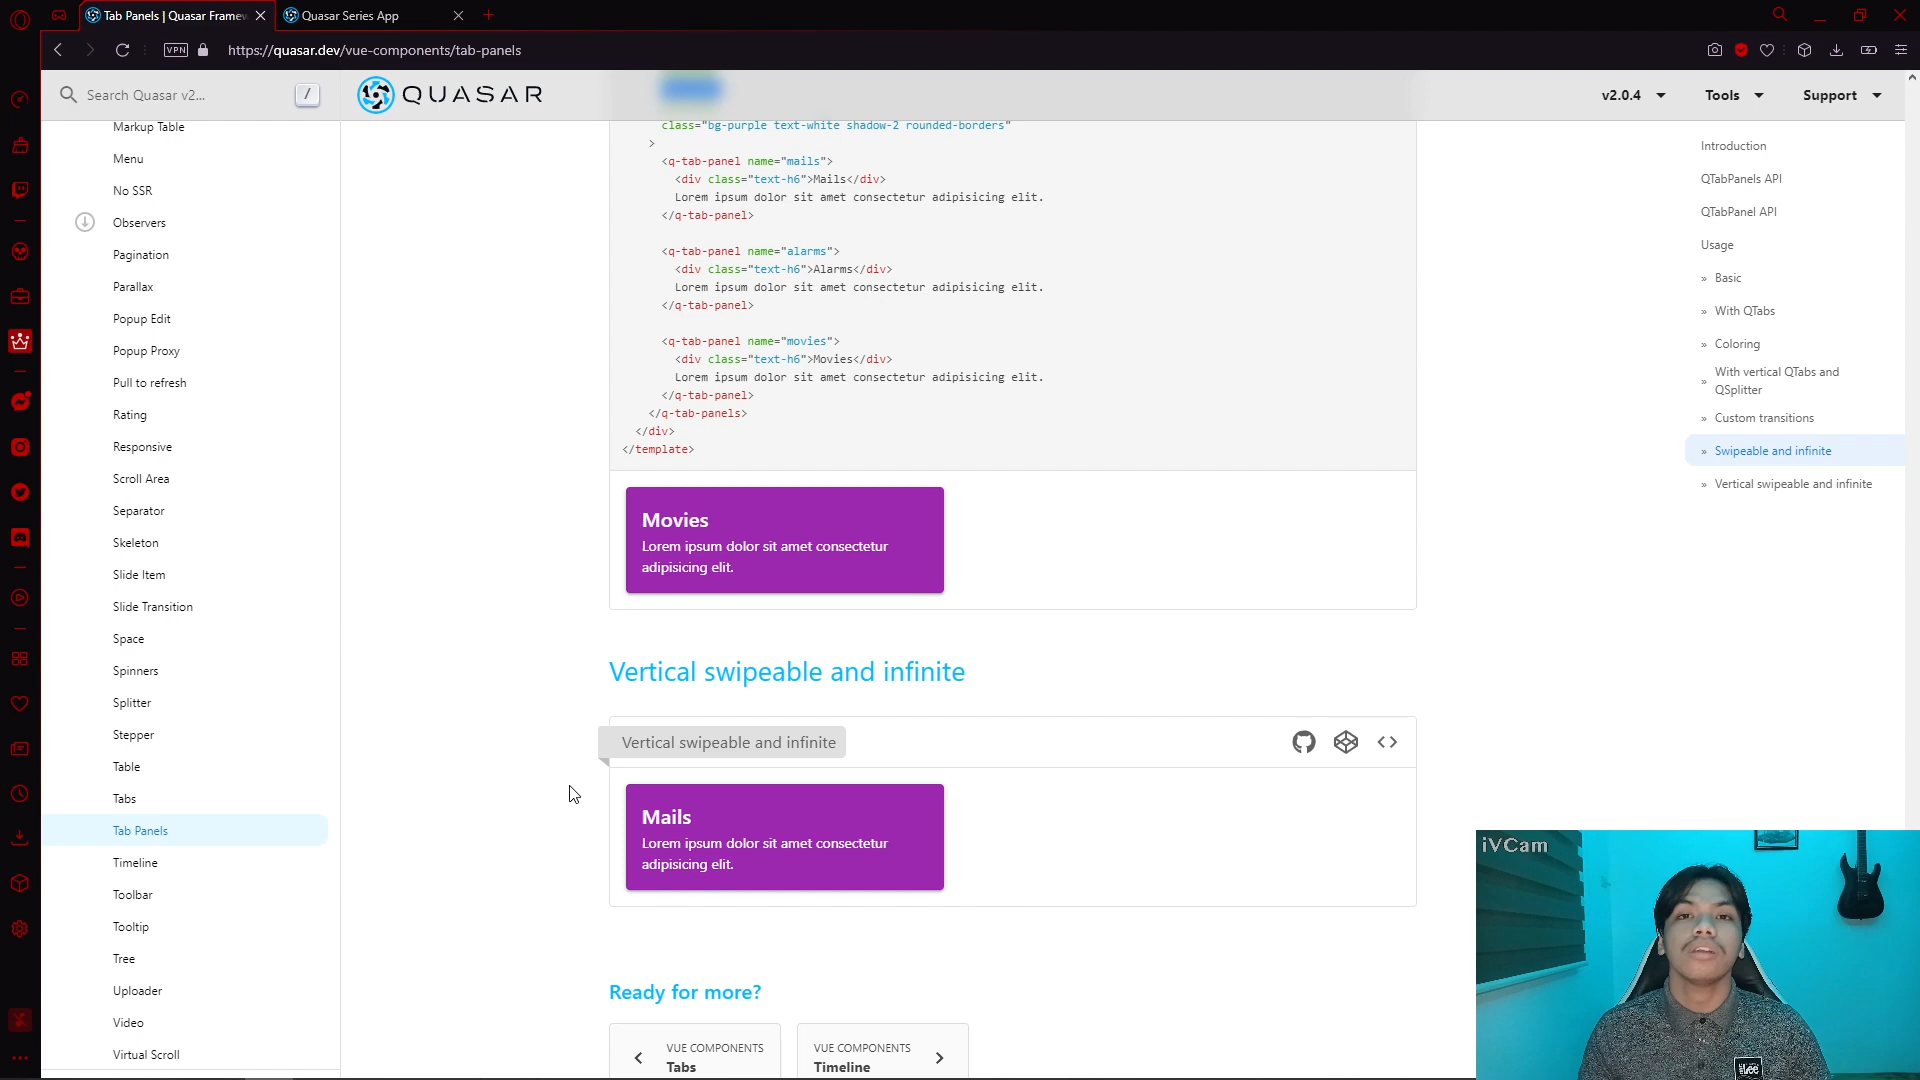 Tab Panels | Quasar Framew
Quasar Series App
VPN
https://quasar.dev/vue-components/tab-panels
Search Quasar v2...
/
QUASAR
v2.0.4
Tools
Support
Markup Table
Menu
No SSR
Observers
Pagination
Parallax
Popup Edit
Popup Proxy
Pull to refresh
Rating
Responsive
Scroll Area
Separator
Skeleton
Slide Item
Slide Transition
Space
Spinners
Splitter
Stepper
Table
Tabs
Tab Panels
Timeline
Toolbar
Tooltip
Tree
Uploader
Video
Virtual Scroll
class="bg-purple text-white shadow-2 rounded-borders"
>
<q-tab-panel name="mails">
<div class="text-h6">Mails</div>
Lorem ipsum dolor sit amet consectetur adipisicing elit.
</q-tab-panel>
<q-tab-panel name="alarms">
<div class="text-h6">Alarms</div>
Lorem ipsum dolor sit amet consectetur adipisicing elit.
</q-tab-panel>
<q-tab-panel name="movies">
<div class="text-h6">Movies</div>
Lorem ipsum dolor sit amet consectetur adipisicing elit.
</q-tab-panel>
</q-tab-panels>
</div>
</template>
Movies
Lorem ipsum dolor sit amet consectetur
adipisicing elit.
Vertical swipeable and infinite
Vertical swipeable and infinite
Mails
Lorem ipsum dolor sit amet consectetur
adipisicing elit.
Ready for more?
VUE COMPONENTS
Tabs
VUE COMPONENTS
Timeline
Introduction
QTabPanels API
QTabPanel API
Usage
» Basic
» With QTabs
» Coloring
» With vertical QTabs and
QSplitter
» Custom transitions
» Swipeable and infinite
» Vertical swipeable and infinite
iVCam
Lee